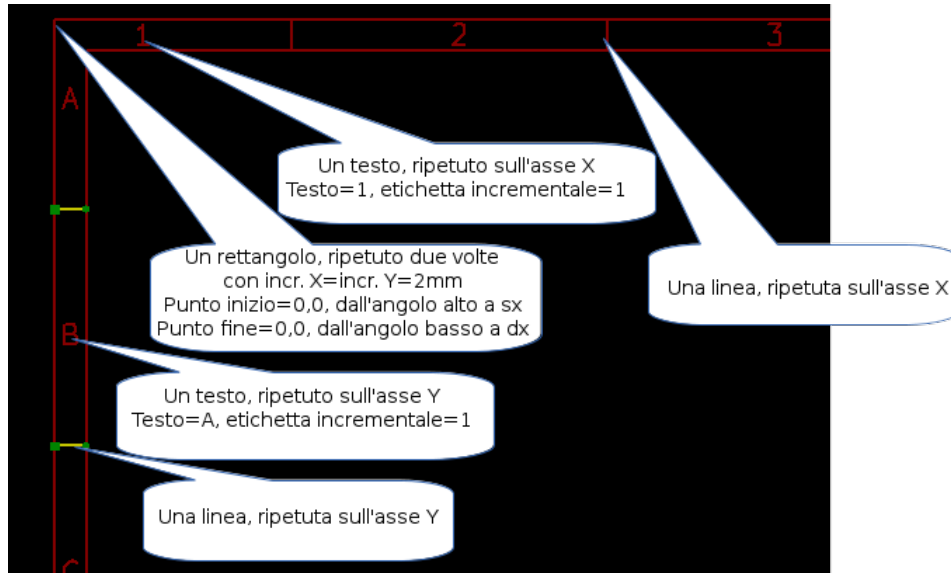 1
2
3
A
Un testo, ripetuto sull'asse X
Testo=1, etichetta incrementale=1
Un rettangolo, ripetuto due volte
con incr. X=incr. Y=2mm
Punto inizio=0,0, dall'angolo alto a sx
Punto fine=0,0, dall'angolo basso a dx
Una linea, ripetuta sull'asse X
B
Un testo, ripetuto sull'asse Y
Testo=A, etichetta incrementale=1
Una linea, ripetuta sull'asse Y
C